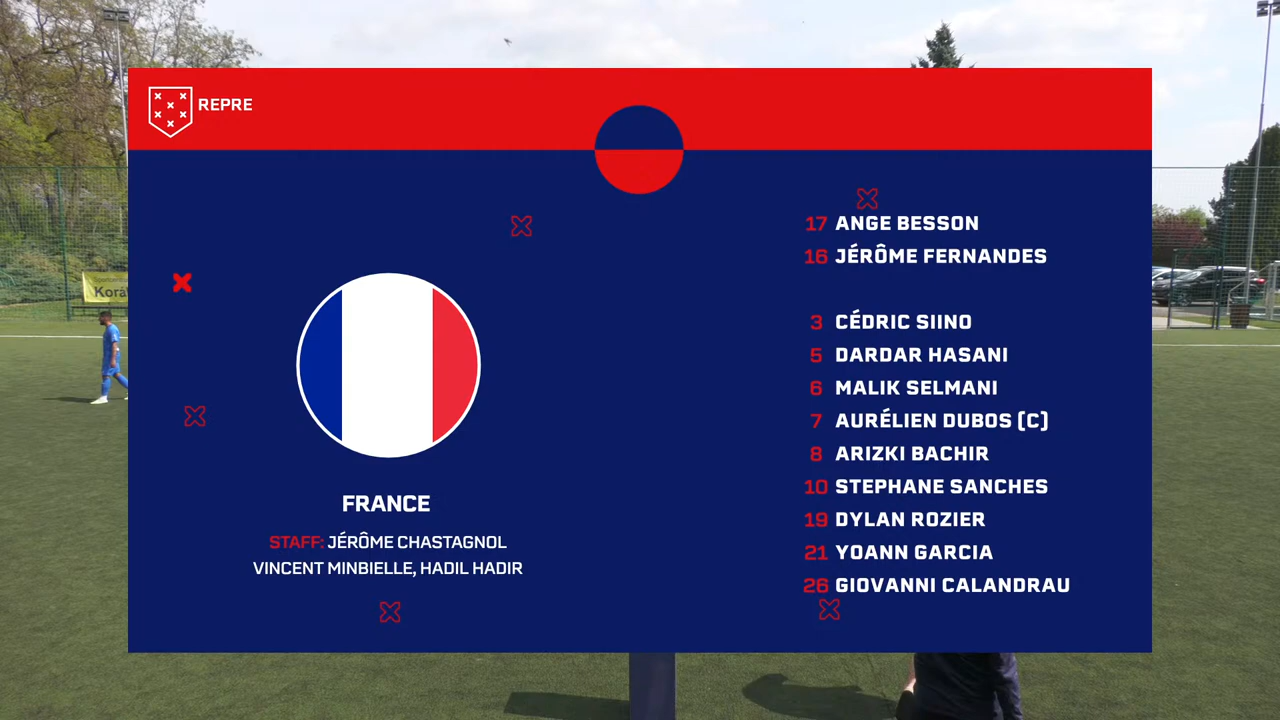 REPRE
Korál
17 ANGE BESSON
16 JÉRÔME FERNANDES
3 CÉDRIC SIINO
5 DARDAR HASANI
6 MALIK SELMANI
7 AURÉLIEN DUBOS (C)
8 ARIZKI BACHIR
10 STEPHANE SANCHES
19 DYLAN ROZIER
21 YOANN GARCIA
26 GIOVANNI CALANDRAU
FRANCE
STAFF: JÉRÔME CHASTAGNOL
VINCENT MINBIELLE, HADIL HADIR